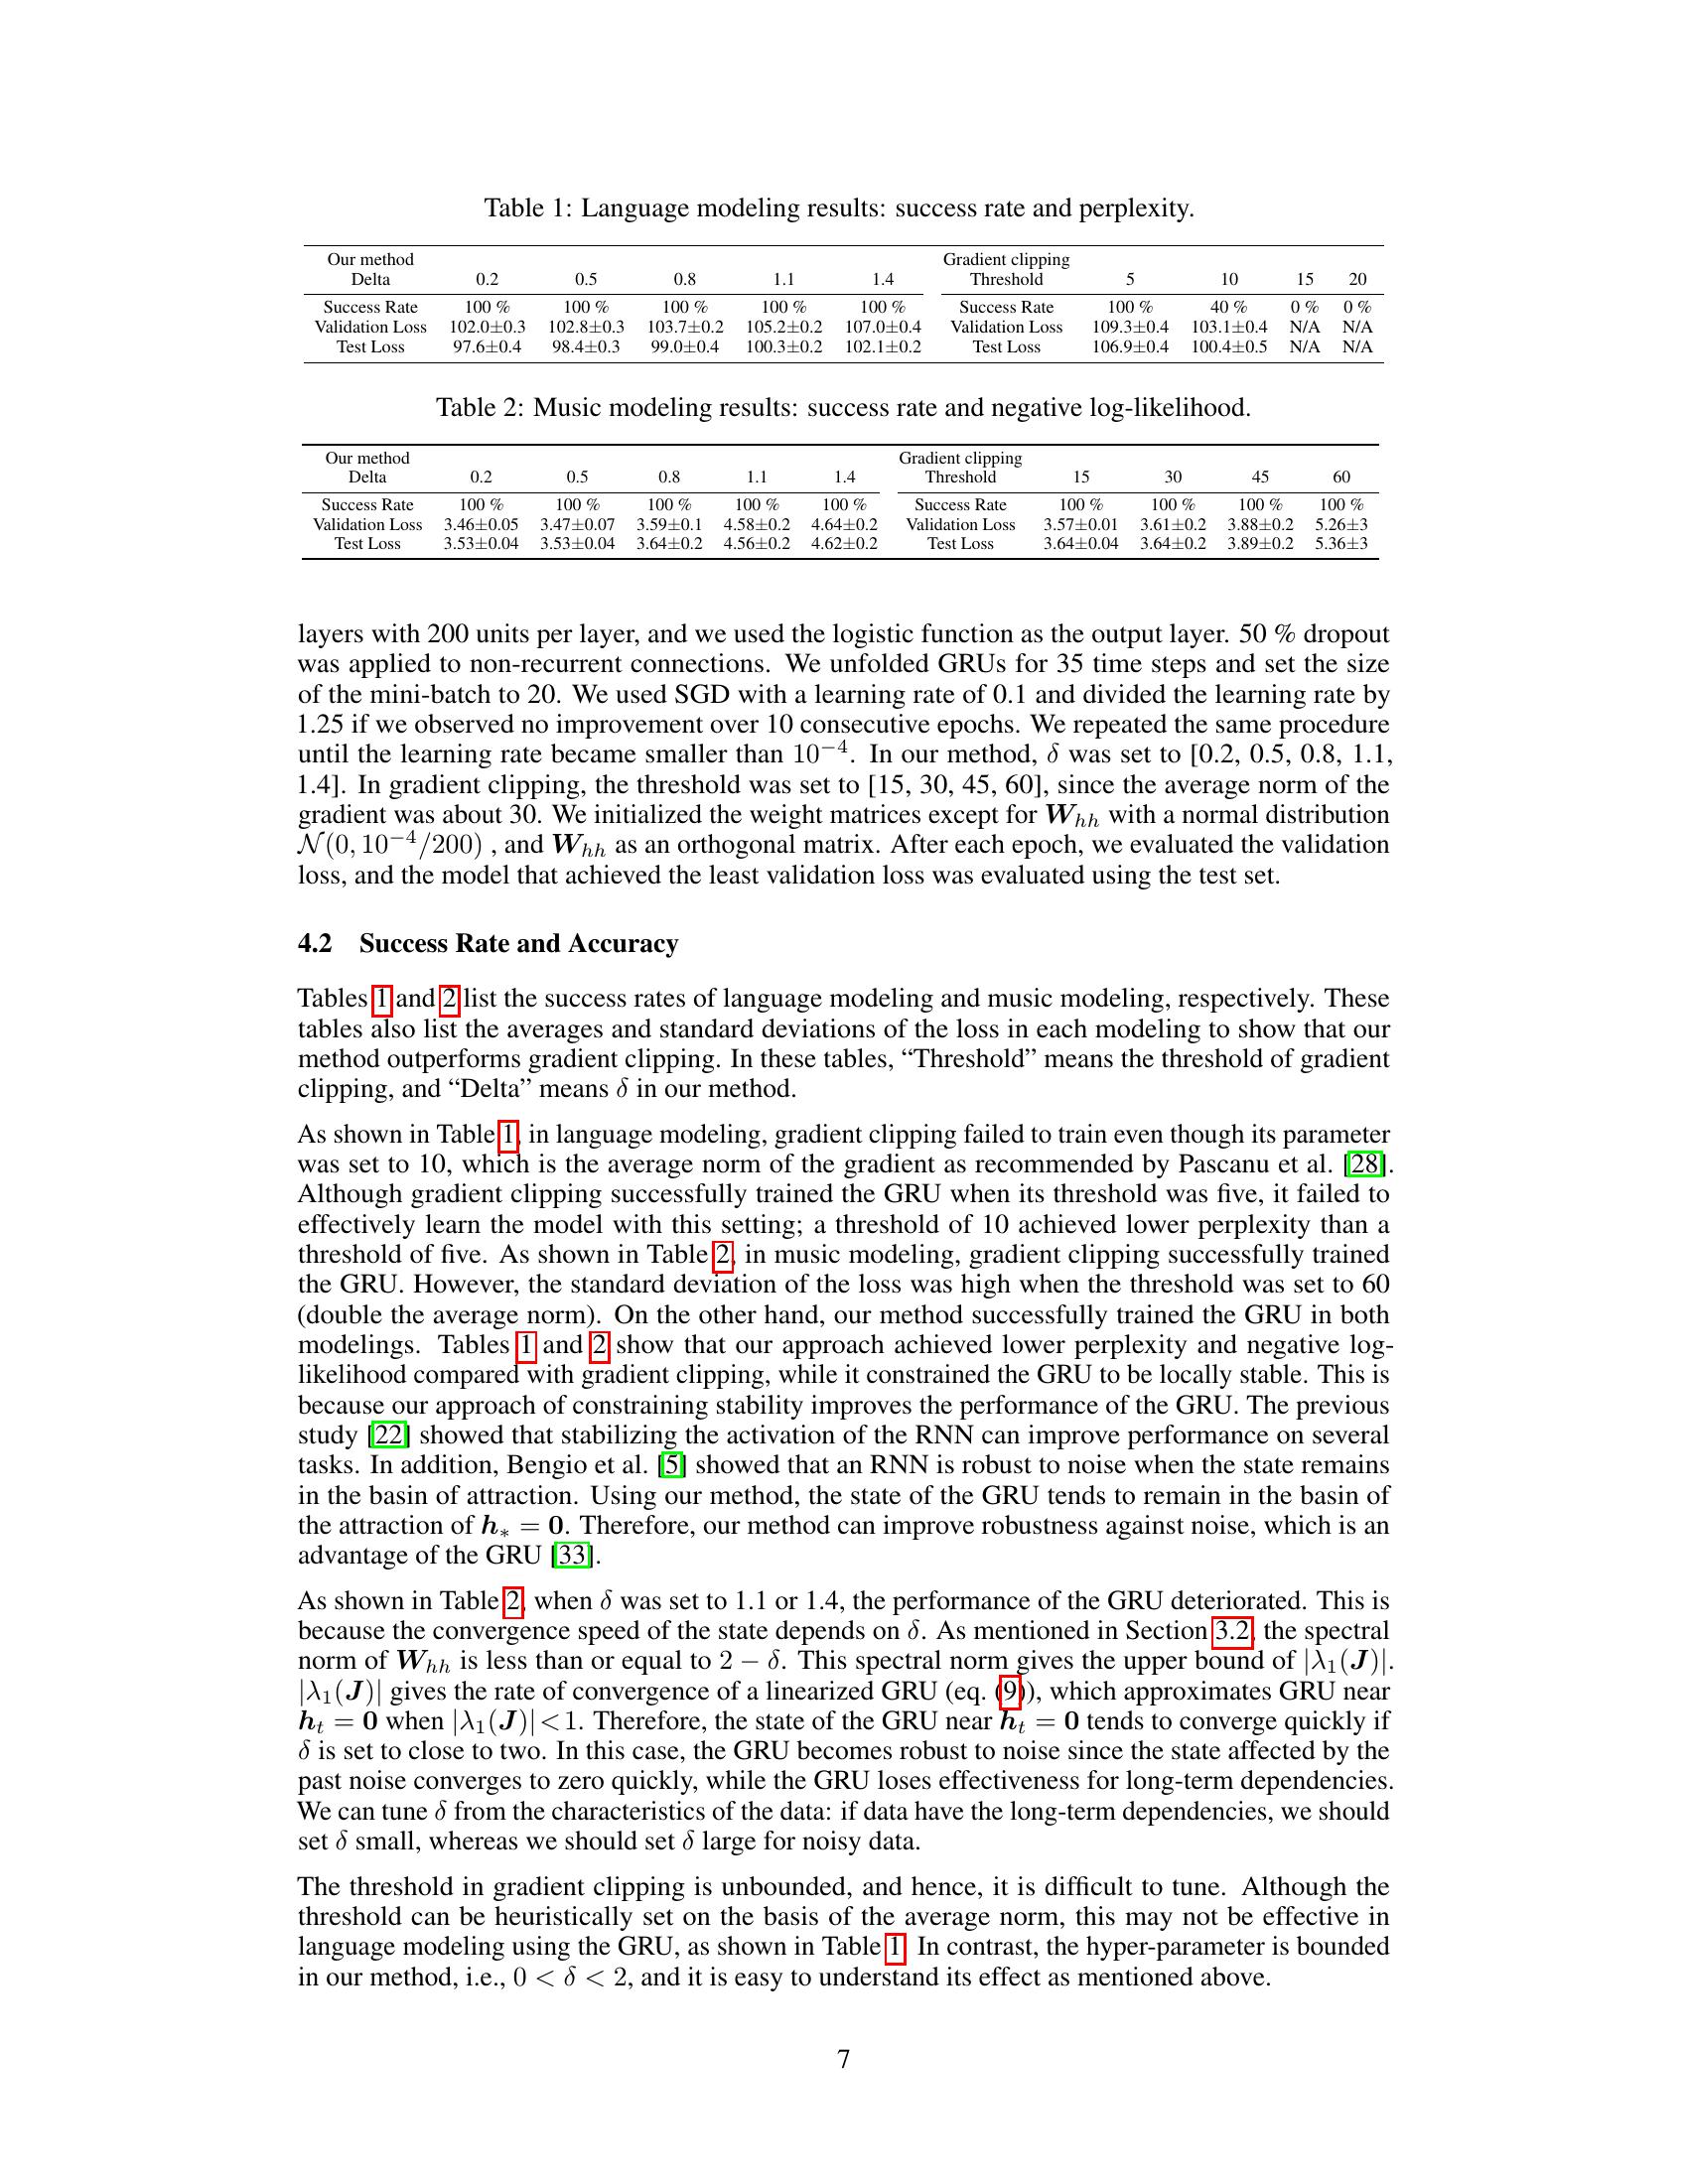 Table 1: Language modeling results: success rate and perplexity.
Our method Gradient clipping
Delta 0.2 0.5 0.8 1.1 1.4 Threshold 5 10 15 20
Success Rate 100 % 100 % 100 % 100 % 100 % Success Rate 100 % 40 % 0 % 0 %
Validation Loss 102.0±0.3 102.8±0.3 103.7±0.2 105.2±0.2 107.0±0.4 Validation Loss 109.3±0.4 103.1±0.4 N/A N/A
Test Loss 97.6±0.4 98.4±0.3 99.0±0.4 100.3±0.2 102.1±0.2 Test Loss 106.9±0.4 100.4±0.5 N/A N/A
Table 2: Music modeling results: success rate and negative log-likelihood.
Our method Gradient clipping
Delta 0.2 0.5 0.8 1.1 1.4 Threshold 15 30 45 60
Success Rate 100 % 100 % 100 % 100 % 100 % Success Rate 100 % 100 % 100 % 100 %
Validation Loss 3.46±0.05 3.47±0.07 3.59±0.1 4.58±0.2 4.64±0.2 Validation Loss 3.57±0.01 3.61±0.2 3.88±0.2 5.26±3
Test Loss 3.53±0.04 3.53±0.04 3.64±0.2 4.56±0.2 4.62±0.2 Test Loss 3.64±0.04 3.64±0.2 3.89±0.2 5.36±3
layers with 200 units per layer, and we used the logistic function as the output layer. 50 % dropout
was applied to non-recurrent connections. We unfolded GRUs for 35 time steps and set the size
of the mini-batch to 20. We used SGD with a learning rate of 0.1 and divided the learning rate by
1.25 if we observed no improvement over 10 consecutive epochs. We repeated the same procedure
until the learning rate became smaller than 10⁻⁴. In our method, δ was set to [0.2, 0.5, 0.8, 1.1,
1.4]. In gradient clipping, the threshold was set to [15, 30, 45, 60], since the average norm of the
gradient was about 30. We initialized the weight matrices except for W_hh with a normal distribution
N(0, 10⁻⁴/200) , and W_hh as an orthogonal matrix. After each epoch, we evaluated the validation
loss, and the model that achieved the least validation loss was evaluated using the test set.
4.2 Success Rate and Accuracy
Tables 1 and 2 list the success rates of language modeling and music modeling, respectively. These
tables also list the averages and standard deviations of the loss in each modeling to show that our
method outperforms gradient clipping. In these tables, “Threshold” means the threshold of gradient
clipping, and “Delta” means δ in our method.
As shown in Table 1, in language modeling, gradient clipping failed to train even though its parameter
was set to 10, which is the average norm of the gradient as recommended by Pascanu et al. [28].
Although gradient clipping successfully trained the GRU when its threshold was five, it failed to
effectively learn the model with this setting; a threshold of 10 achieved lower perplexity than a
threshold of five. As shown in Table 2, in music modeling, gradient clipping successfully trained
the GRU. However, the standard deviation of the loss was high when the threshold was set to 60
(double the average norm). On the other hand, our method successfully trained the GRU in both
modelings. Tables 1 and 2 show that our approach achieved lower perplexity and negative log-
likelihood compared with gradient clipping, while it constrained the GRU to be locally stable. This is
because our approach of constraining stability improves the performance of the GRU. The previous
study [22] showed that stabilizing the activation of the RNN can improve performance on several
tasks. In addition, Bengio et al. [5] showed that an RNN is robust to noise when the state remains
in the basin of attraction. Using our method, the state of the GRU tends to remain in the basin of
the attraction of h_* = 0. Therefore, our method can improve robustness against noise, which is an
advantage of the GRU [33].
As shown in Table 2, when δ was set to 1.1 or 1.4, the performance of the GRU deteriorated. This is
because the convergence speed of the state depends on δ. As mentioned in Section 3.2, the spectral
norm of W_hh is less than or equal to 2 − δ. This spectral norm gives the upper bound of |λ₁(J)|.
|λ₁(J)| gives the rate of convergence of a linearized GRU (eq. (9)), which approximates GRU near
h_t = 0 when |λ₁(J)|<1. Therefore, the state of the GRU near h_t = 0 tends to converge quickly if
δ is set to close to two. In this case, the GRU becomes robust to noise since the state affected by the
past noise converges to zero quickly, while the GRU loses effectiveness for long-term dependencies.
We can tune δ from the characteristics of the data: if data have the long-term dependencies, we should
set δ small, whereas we should set δ large for noisy data.
The threshold in gradient clipping is unbounded, and hence, it is difficult to tune. Although the
threshold can be heuristically set on the basis of the average norm, this may not be effective in
language modeling using the GRU, as shown in Table 1. In contrast, the hyper-parameter is bounded
in our method, i.e., 0 < δ < 2, and it is easy to understand its effect as mentioned above.
7